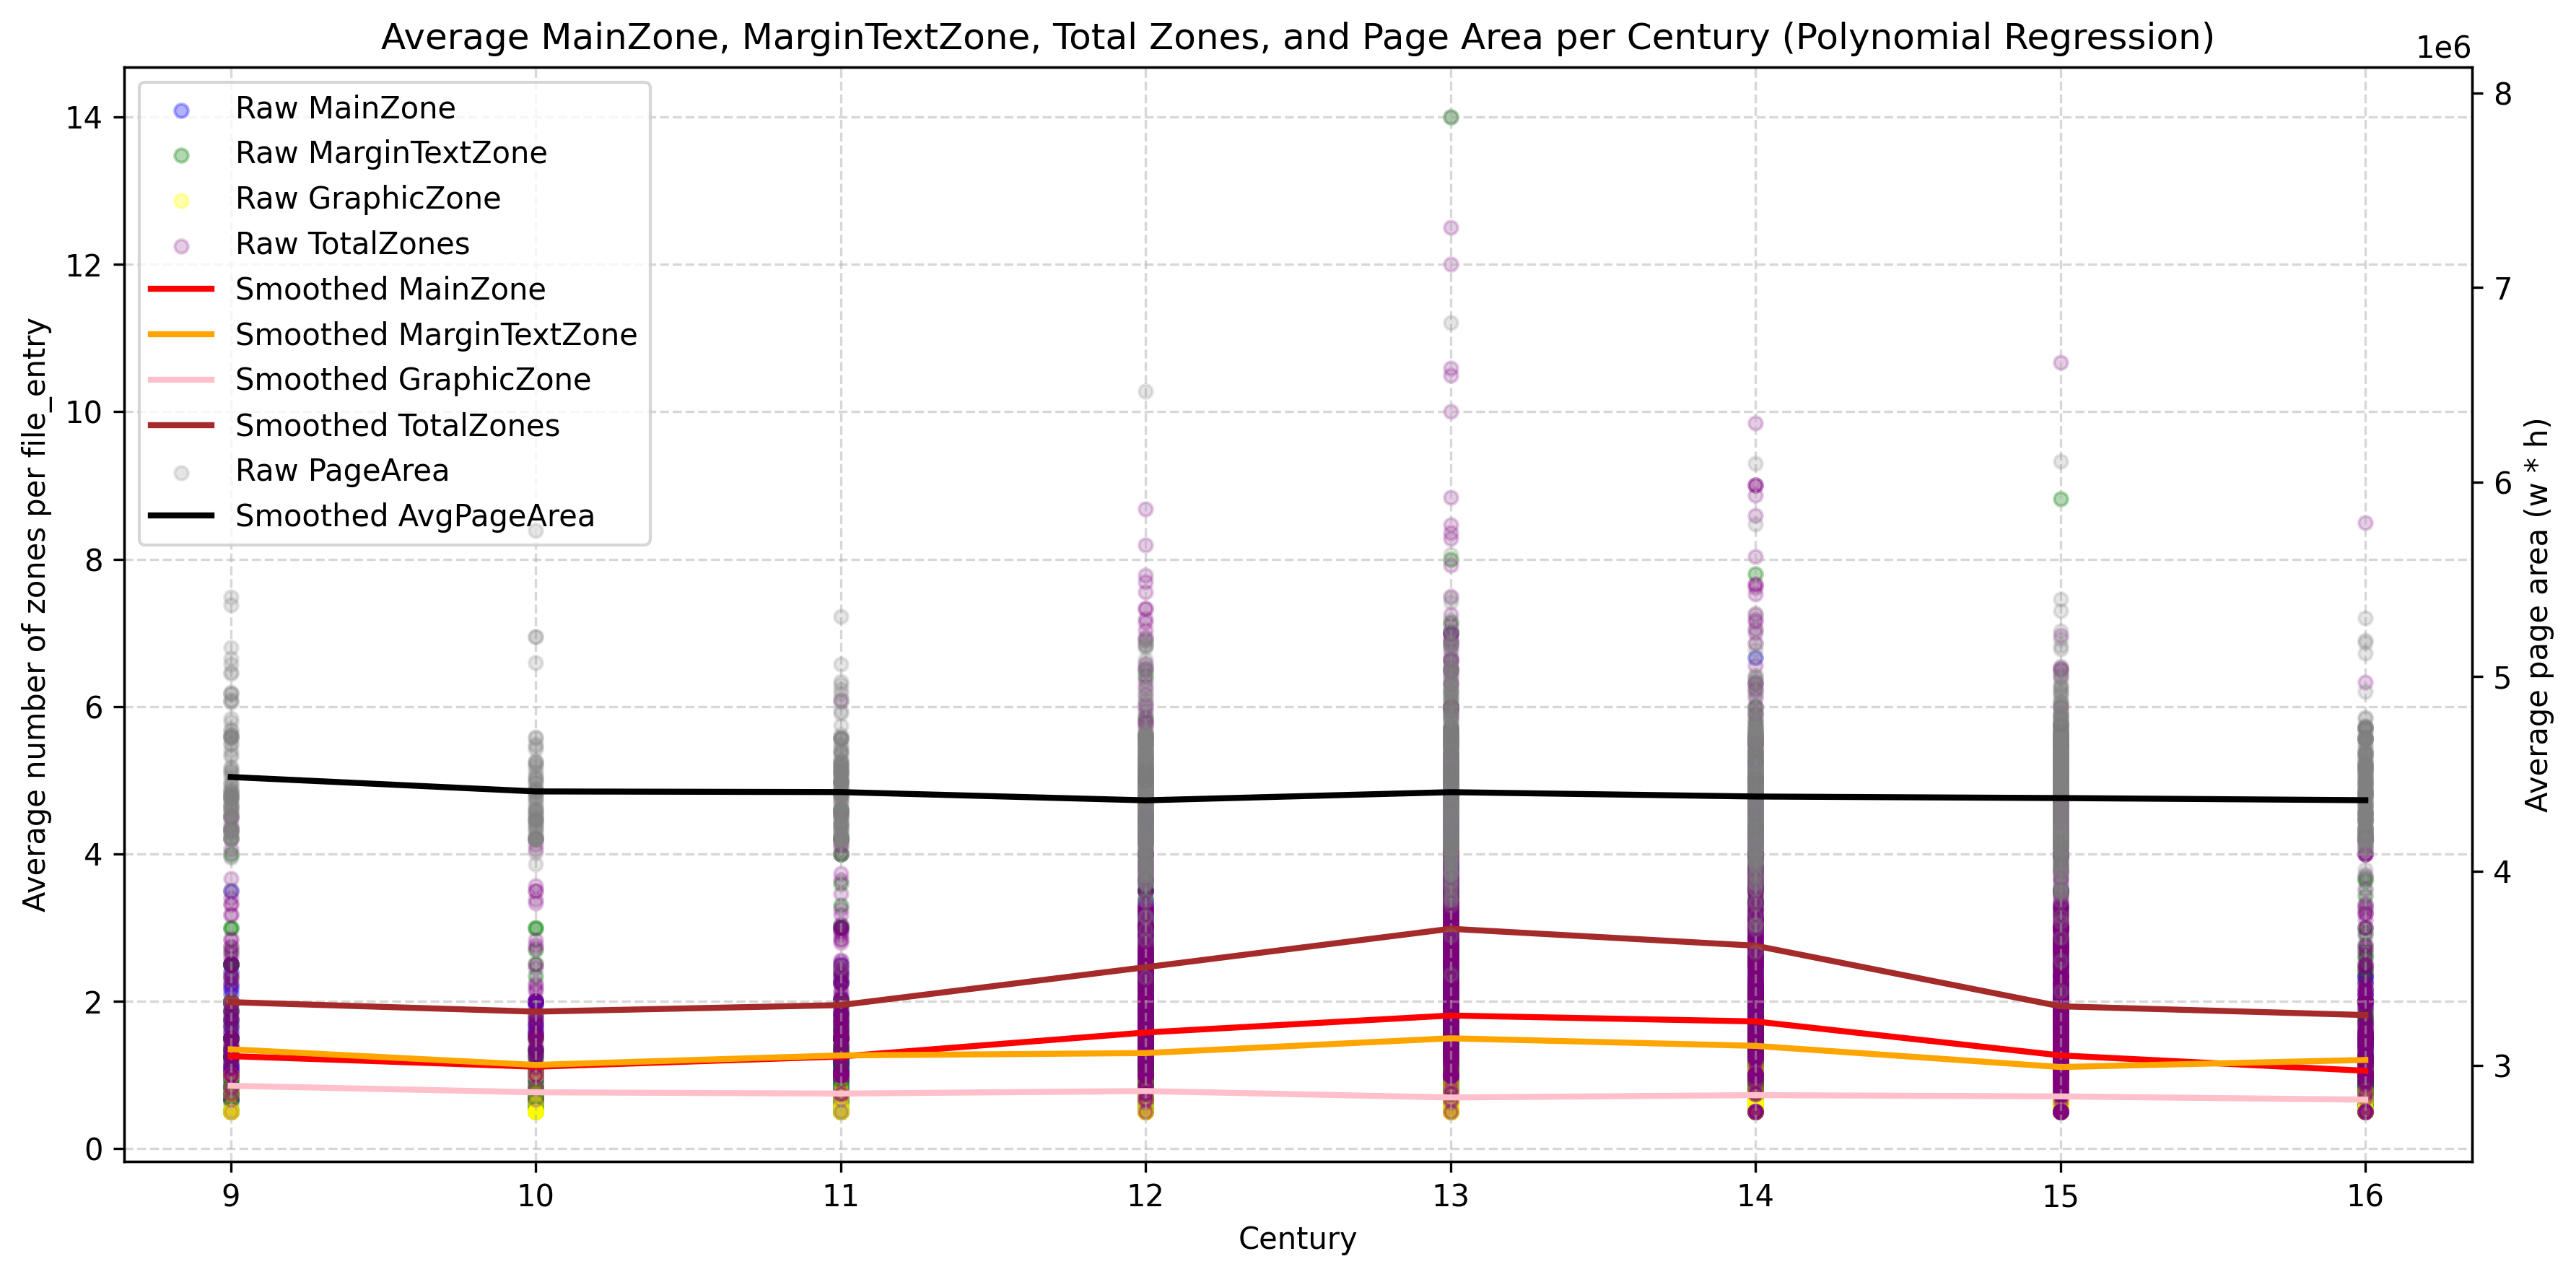 Average MainZone, MarginTextZone, Total Zones, and Page Area per Century (Polynomial Regression)
1e6
Raw MainZone
Raw MarginTextZone
Raw GraphicZone
Raw TotalZones
Smoothed MainZone
Smoothed MarginTextZone
Smoothed GraphicZone
Smoothed TotalZones
Raw PageArea
Smoothed AvgPageArea
Average number of zones per file_entry
14
12
10
8
6
4
2
0
8
7
6
5
4
3
Average page area (w * h)
9 10 11 12 13 14 15 16
Century